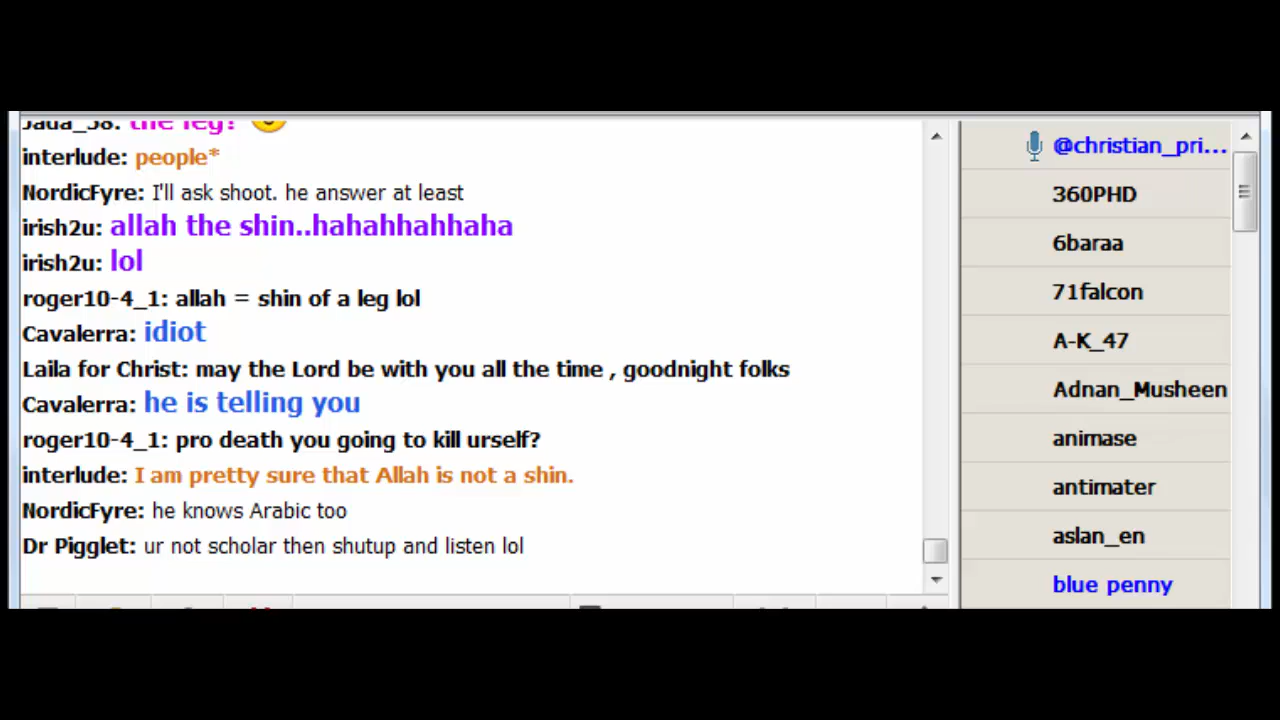 Jada_58: the leg?
interlude: people*
NordicFyre: I'll ask shoot. he answer at least
irish2u: allah the shin..hahahhahhaha
irish2u: lol
roger10-4_1: allah = shin of a leg lol
Cavalerra: idiot
Laila for Christ: may the Lord be with you all the time , goodnight folks
Cavalerra: he is telling you
roger10-4_1: pro death you going to kill urself?
interlude: I am pretty sure that Allah is not a shin.
NordicFyre: he knows Arabic too
Dr Pigglet: ur not scholar then shutup and listen lol
@christian_pri...
360PHD
6baraa
71falcon
A-K_47
Adnan_Musheen
animase
antimater
aslan_en
blue penny